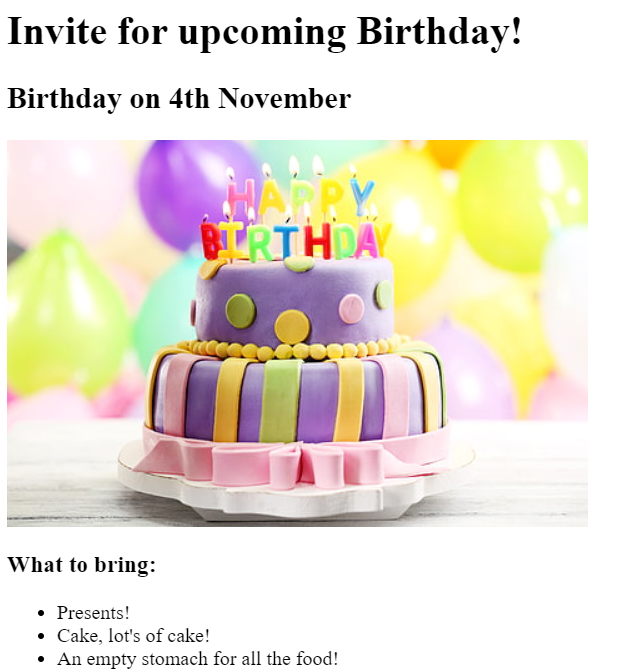 Invite for upcoming Birthday!
Birthday on 4th November
HAPPY
BIRTHDAY
What to bring:
Presents!
Cake, lot's of cake!
An empty stomach for all the food!